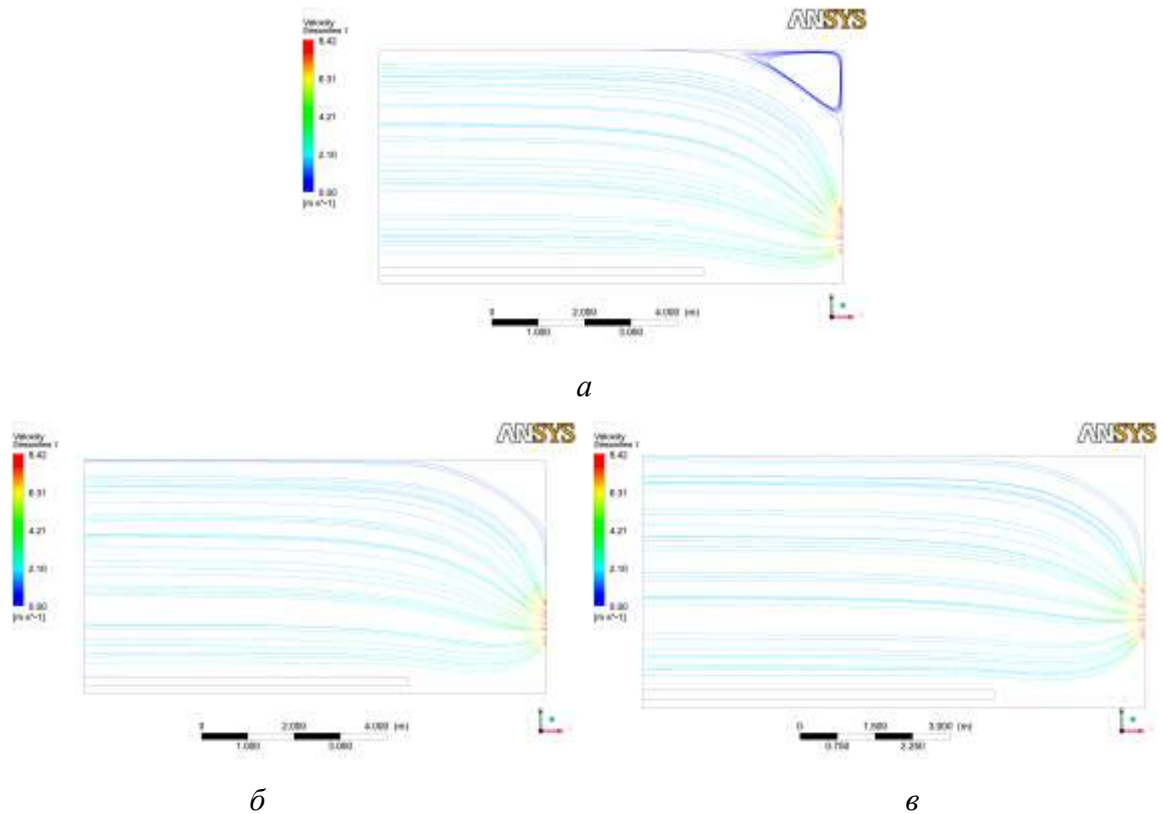 ANSYS
Velocity
Streamline 1
8.42
6.31
4.21
2.10
0.00
[m s^-1]
0 2.000 4.000 (m)
1.000 3.000
а
ANSYS
Velocity
Streamline 1
8.42
6.31
4.21
2.10
0.00
[m s^-1]
0 2.000 4.000 (m)
1.000 3.000
б
ANSYS
Velocity
Streamline 1
8.42
6.31
4.21
2.10
0.00
[m s^-1]
0 1.500 3.000 (m)
0.750 2.250
в